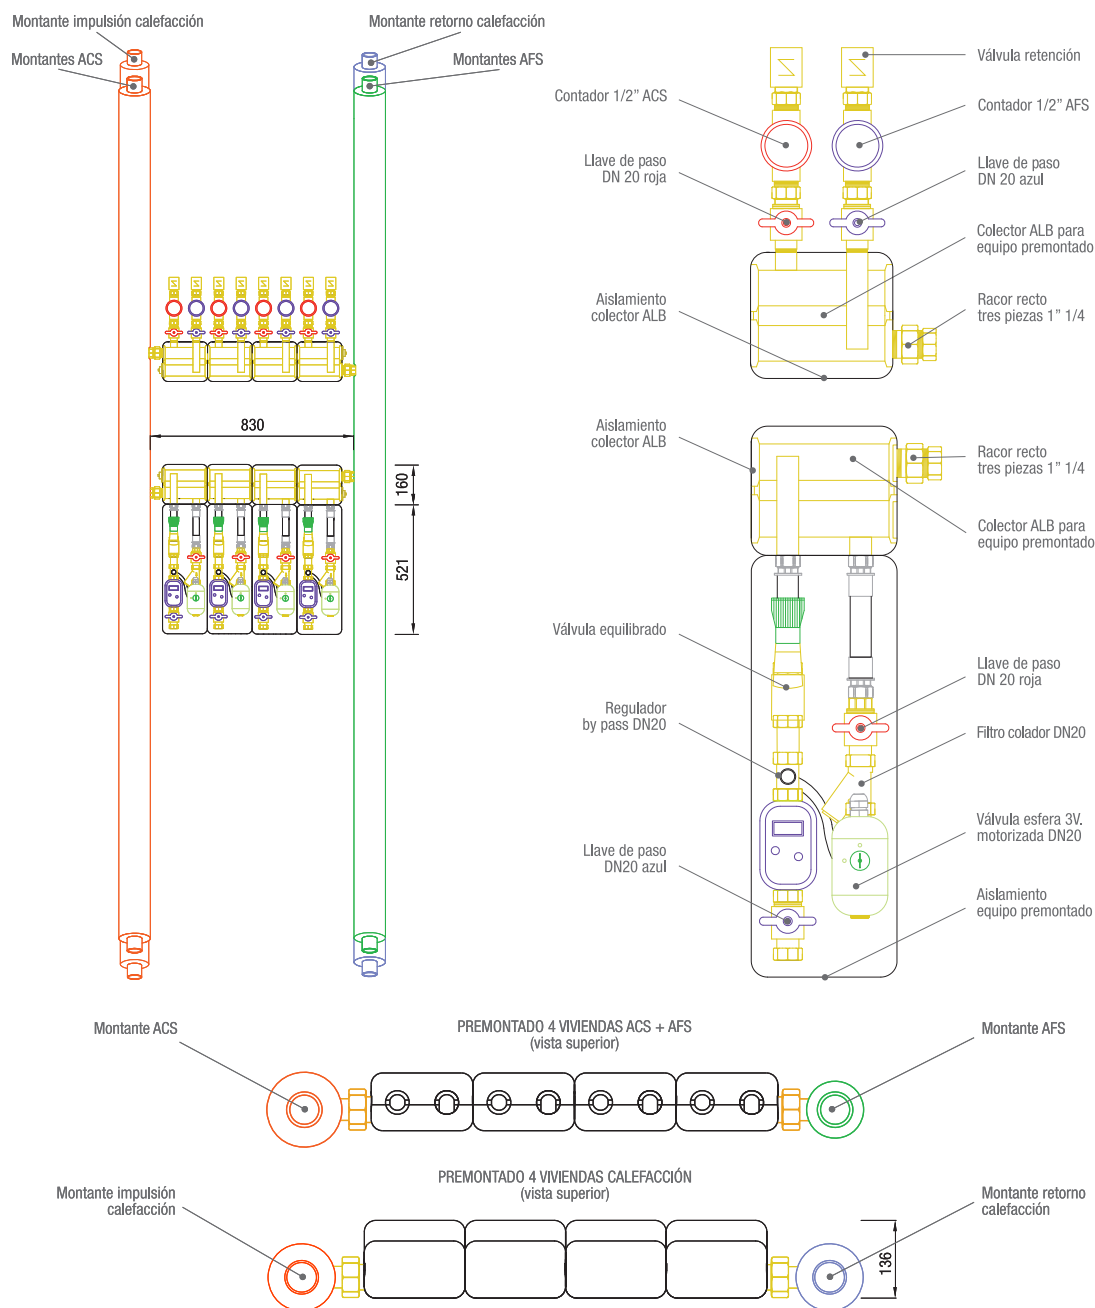 Montante impulsión calefacción
Montantes ACS
Montante retorno calefacción
Montantes AFS
830
160
521
Válvula retención
Contador 1/2” ACS
Contador 1/2” AFS
Llave de paso
DN 20 roja
Llave de paso
DN 20 azul
Colector ALB para
equipo premontado
Aislamiento
colector ALB
Racor recto
tres piezas 1” 1/4
Aislamiento
colector ALB
Racor recto
tres piezas 1” 1/4
Colector ALB para
equipo premontado
Válvula equilibrado
Llave de paso
DN 20 roja
Regulador
by pass DN20
Filtro colador DN20
Válvula esfera 3V.
motorizada DN20
Llave de paso
DN20 azul
Aislamiento
equipo premontado
Montante ACS
PREMONTADO 4 VIVIENDAS ACS + AFS
(vista superior)
Montante AFS
PREMONTADO 4 VIVIENDAS CALEFACCIÓN
(vista superior)
Montante impulsión
calefacción
Montante retorno
calefacción
136